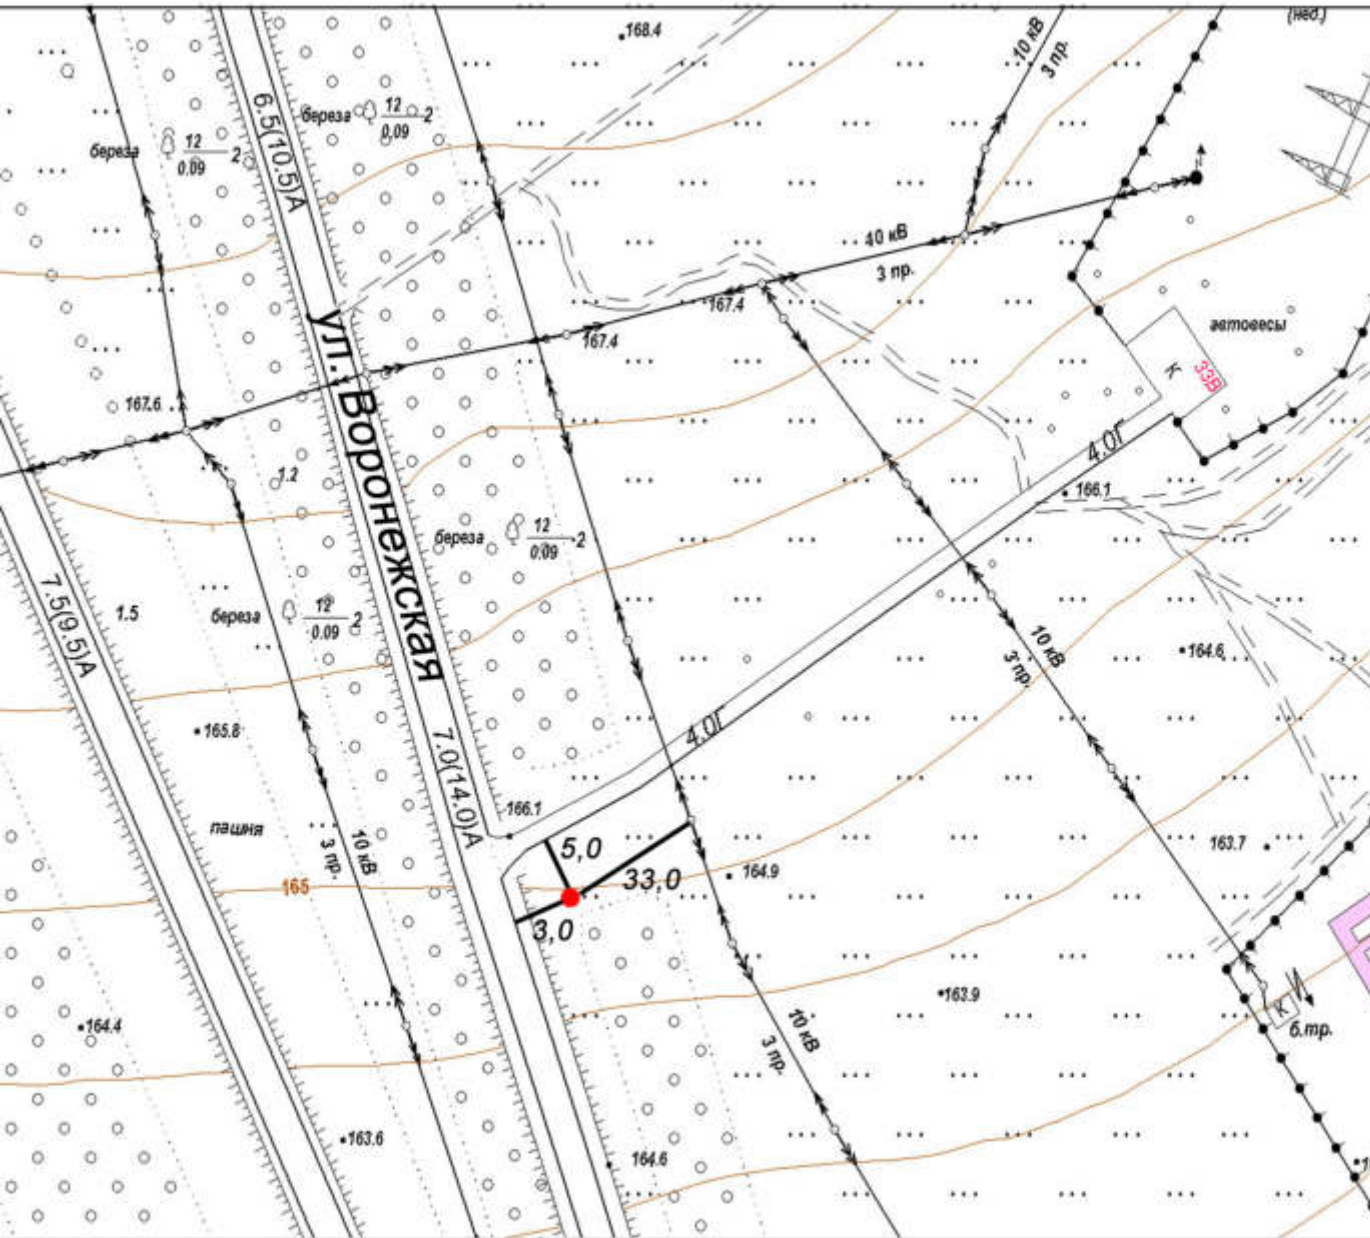 (нед.)
168.4
10 кВ
3 пр.
6.5(10.5)А
береза 12 2
0.09
береза 12 2
0.09
10 кВ
3 пр.
167.4
167.4
автовесы
К
33В
167.6
4.0Г
1.2
166.1
ул. Воронежская
береза 12 2
0.09
7.5(9.5)А
1.5
береза 12 2
0.09
10 кВ
3 пр.
164.6
165.8
4.0Г
7.0(14.0)А
166.1
пашня
10 кВ
3 пр.
5,0
163.7
165
33,0
164.9
3,0
163.9
К
б.тр.
164.4
10 кВ
3 пр.
163.6
164.6